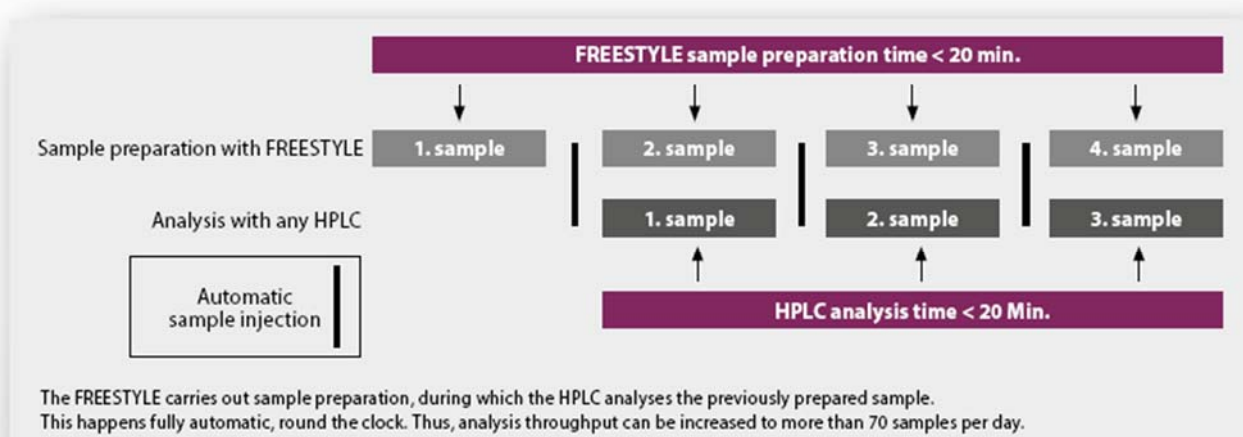 FREESTYLE sample preparation time < 20 min.
Sample preparation with FREESTYLE
1. sample
2. sample
3. sample
4. sample
Analysis with any HPLC
1. sample
2. sample
3. sample
Automatic
sample injection
HPLC analysis time < 20 Min.
The FREESTYLE carries out sample preparation, during which the HPLC analyses the previously prepared sample.
This happens fully automatic, round the clock. Thus, analysis throughput can be increased to more than 70 samples per day.